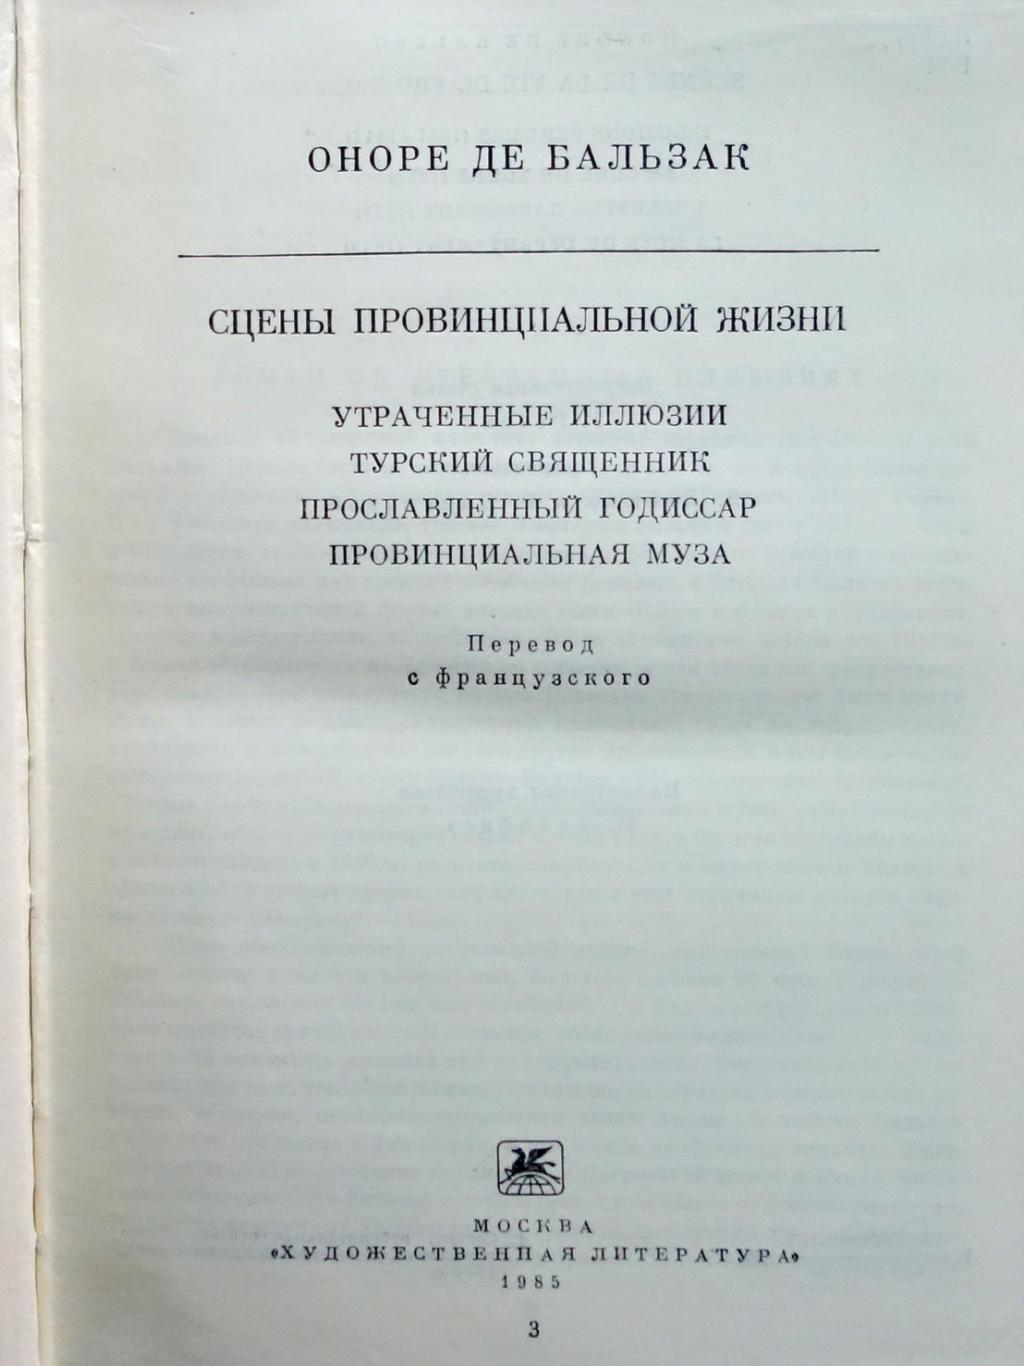 ОНОРЕ ДЕ БАЛЬЗАК
СЦЕНЫ ПРОВИНЦИАЛЬНОЙ ЖИЗНИ
УТРАЧЕННЫЕ ИЛЛЮЗИИ
ТУРСКИЙ СВЯЩЕННИК
ПРОСЛАВЛЕННЫЙ ГОДИССАР
ПРОВИНЦИАЛЬНАЯ МУЗА
Перевод
с французского
МОСКВА
«ХУДОЖЕСТВЕННАЯ ЛИТЕРАТУРА»
1985
3